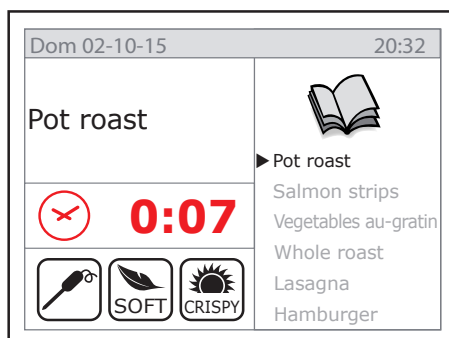 Dom 02-10-15 20:32
Pot roast
0:07
SOFT CRISPY
Pot roast
Salmon strips
Vegetables au-gratin
Whole roast
Lasagna
Hamburger